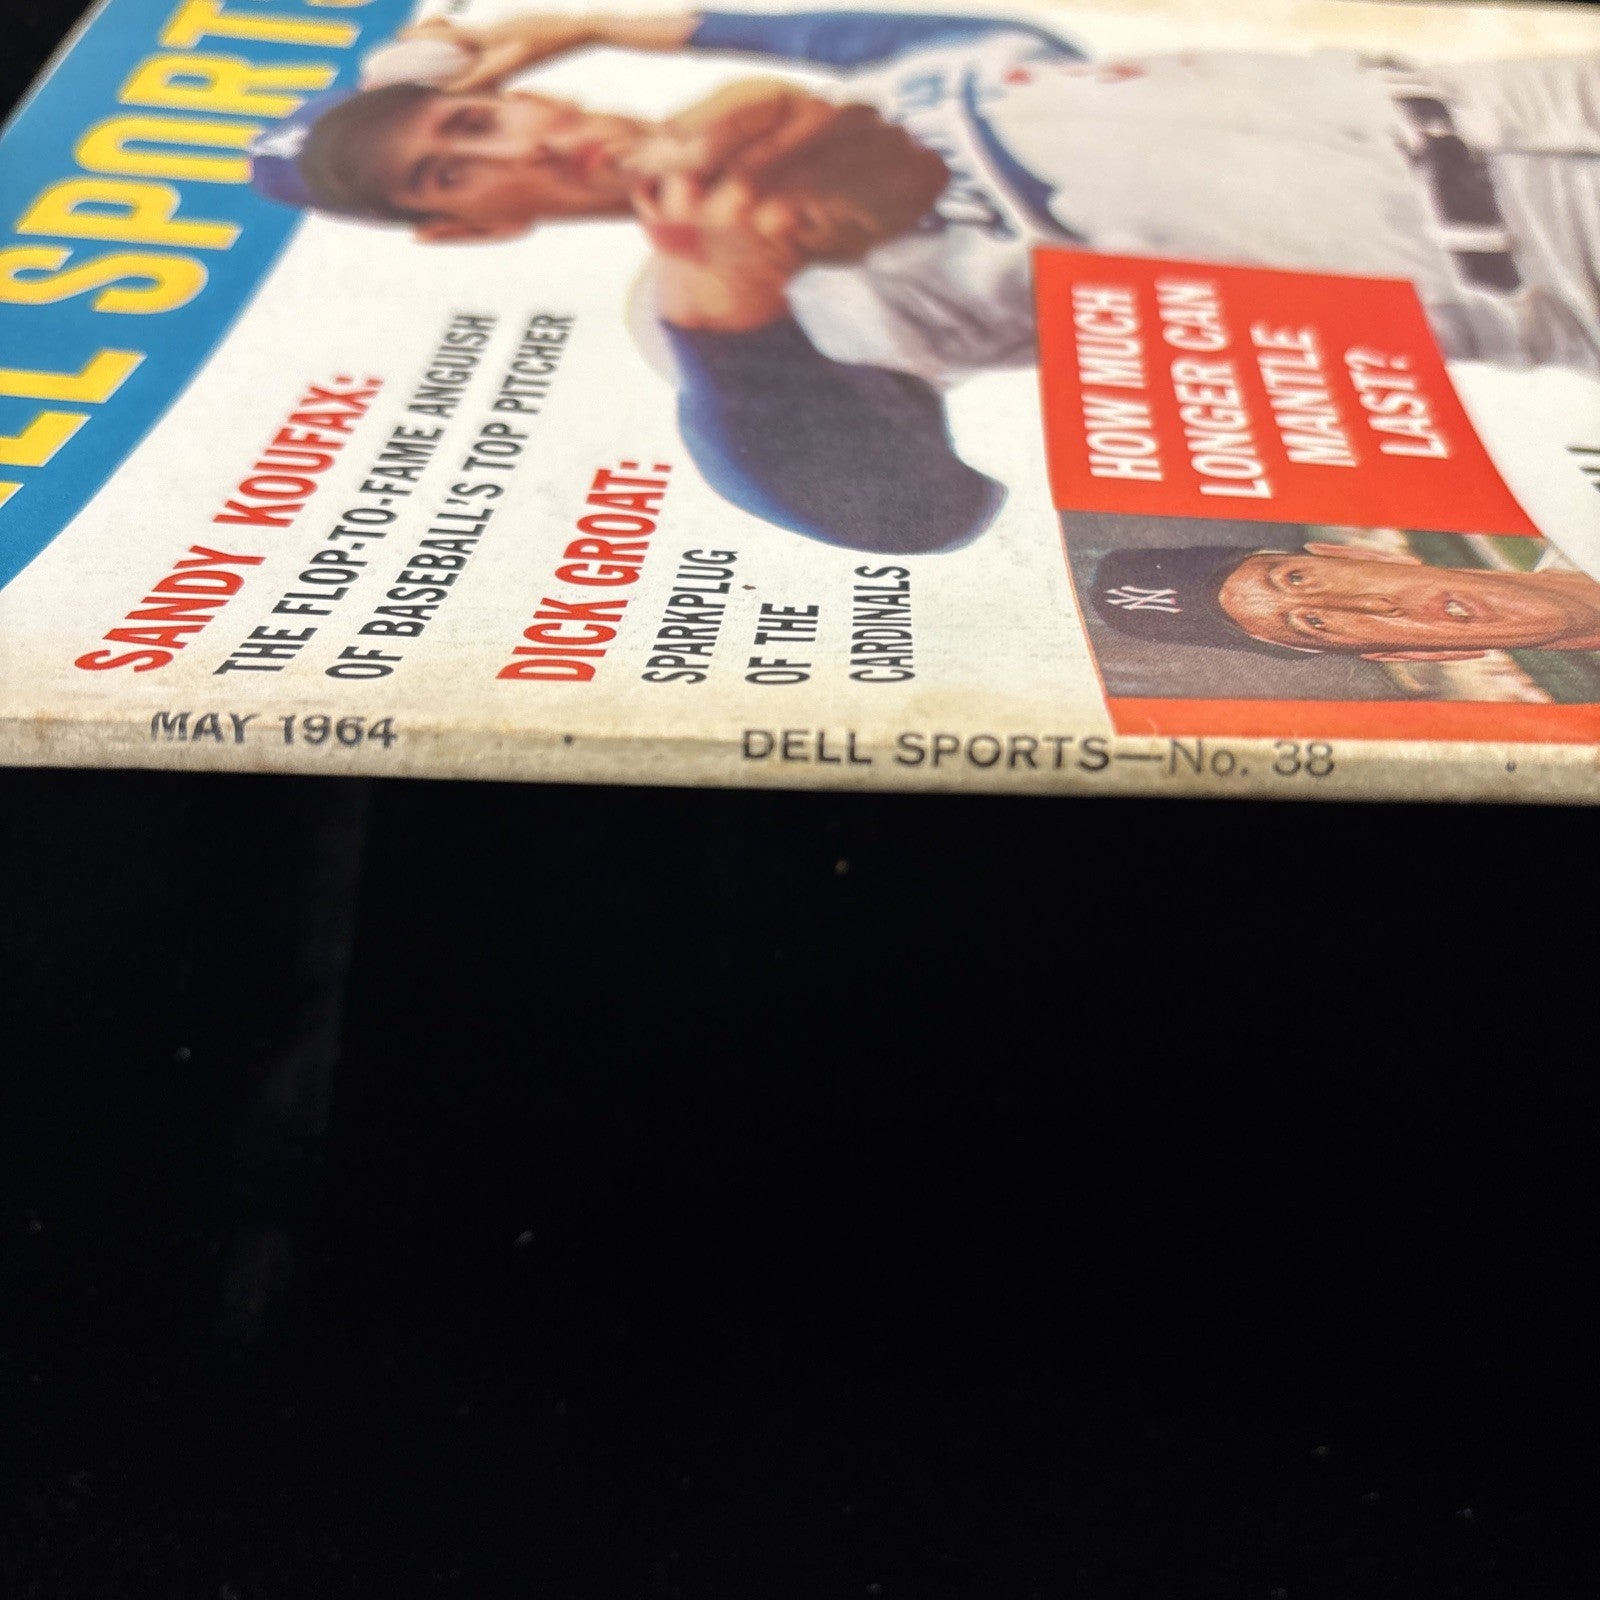 SPORTS
SANDY KOUFAX:
THE FLOP-TO-FAME ANGUISH
OF BASEBALL'S TOP PITCHER
DICK GROAT:
SPARKPLUG
OF THE
CARDINALS
HOW MUCH
LONGER CAN
MANTLE
LAST?
NY
MAY 1964
DELL SPORTS—No. 38